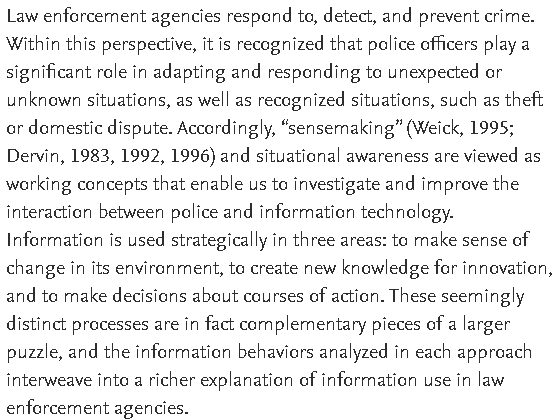 Law enforcement agencies respond to, detect, and prevent crime.
Within this perspective, it is recognized that police officers play a
significant role in adapting and responding to unexpected or
unknown situations, as well as recognized situations, such as theft
or domestic dispute. Accordingly, “sensemaking” (Weick, 1995;
Dervin, 1983, 1992, 1996) and situational awareness are viewed as
working concepts that enable us to investigate and improve the
interaction between police and information technology.
Information is used strategically in three areas: to make sense of
change in its environment, to create new knowledge for innovation,
and to make decisions about courses of action. These seemingly
distinct processes are in fact complementary pieces of a larger
puzzle, and the information behaviors analyzed in each approach
interweave into a richer explanation of information use in law
enforcement agencies.